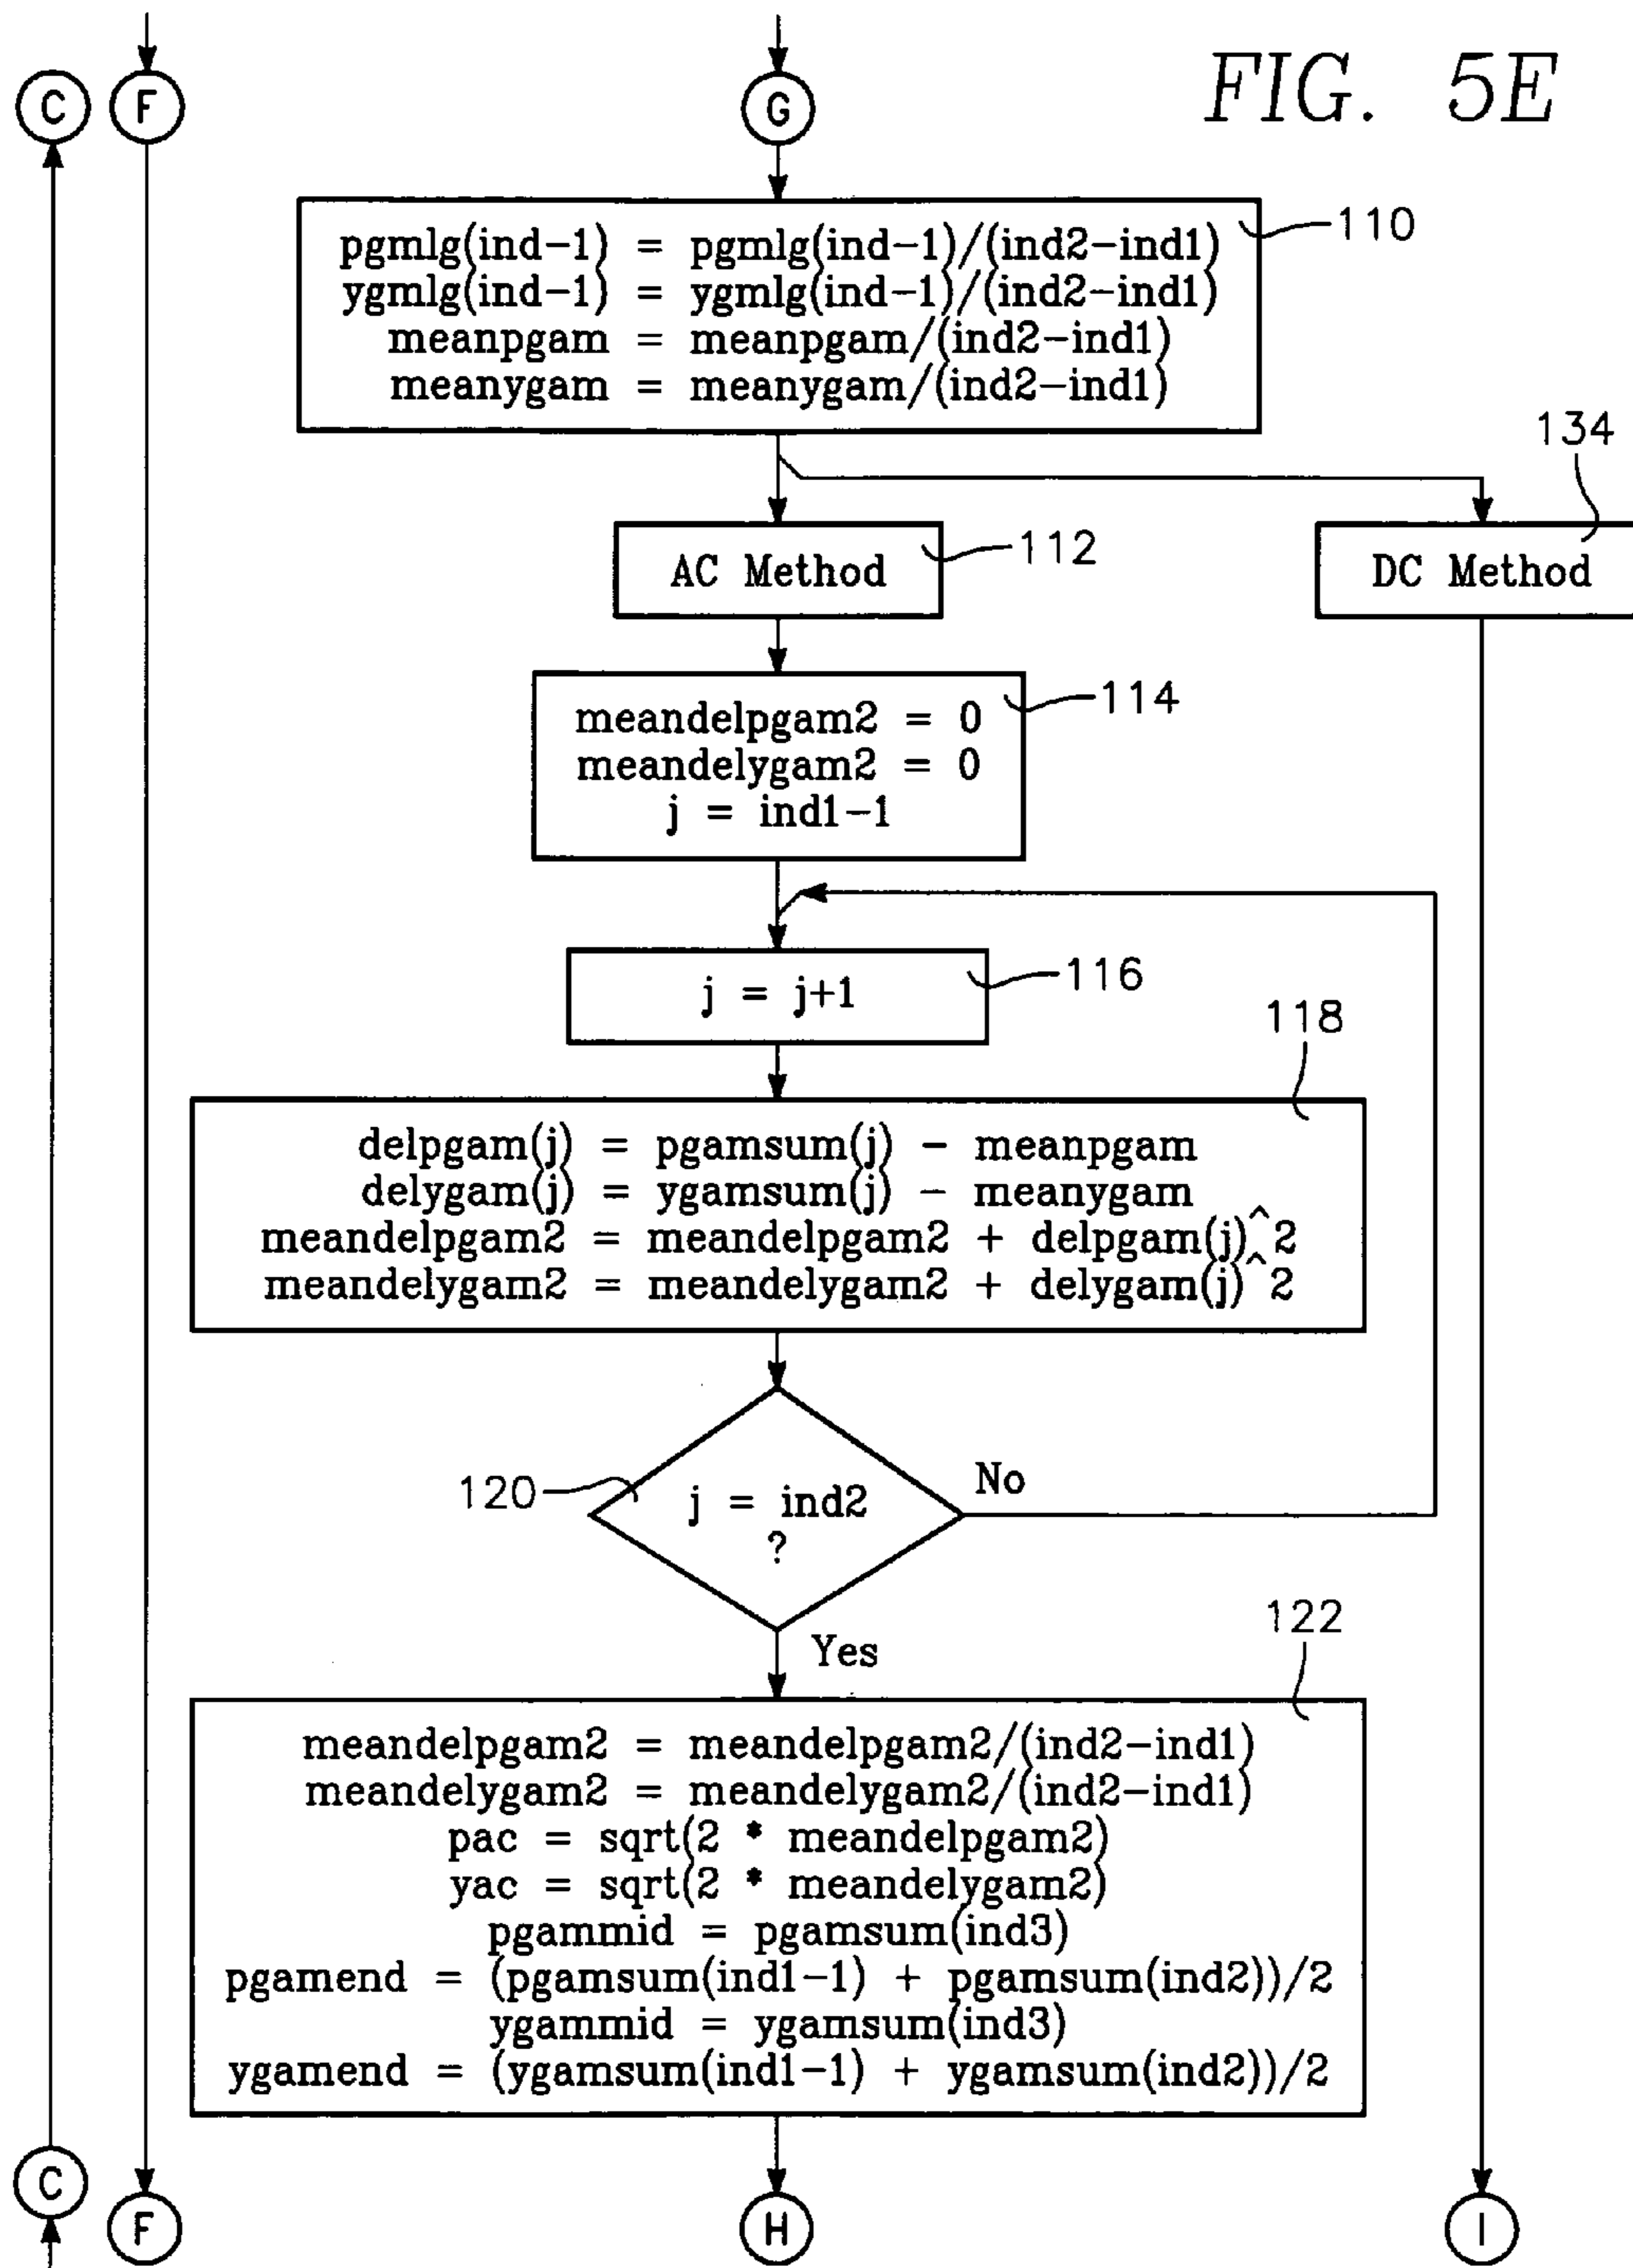 FIG. 5E
C
F
G
pgmlg(ind-1) = pgmlg(ind-1)/(ind2-ind1)
ygmlg(ind-1) = ygmlg(ind-1)/(ind2-ind1)
meanpgam = meanpgam/(ind2-ind1)
meanygam = meanygam/(ind2-ind1)
110
134
AC Method
112
DC Method
meandelpgam2 = 0
meandelygam2 = 0
j = ind1-1
114
j = j+1
116
118
delpgam(j) = pgamsum(j) - meanpgam
delygam(j) = ygamsum(j) - meanygam
meandelpgam2 = meandelpgam2 + delpgam(j)^2
meandelygam2 = meandelygam2 + delygam(j)^2
120
j = ind2
?
No
Yes
122
meandelpgam2 = meandelpgam2/(ind2-ind1)
meandelygam2 = meandelygam2/(ind2-ind1)
pac = sqrt(2 * meandelpgam2)
yac = sqrt(2 * meandelygam2)
pgammid = pgamsum(ind3)
pgamend = (pgamsum(ind1-1) + pgamsum(ind2))/2
ygammid = ygamsum(ind3)
ygamend = (ygamsum(ind1-1) + ygamsum(ind2))/2
C
F
H
I